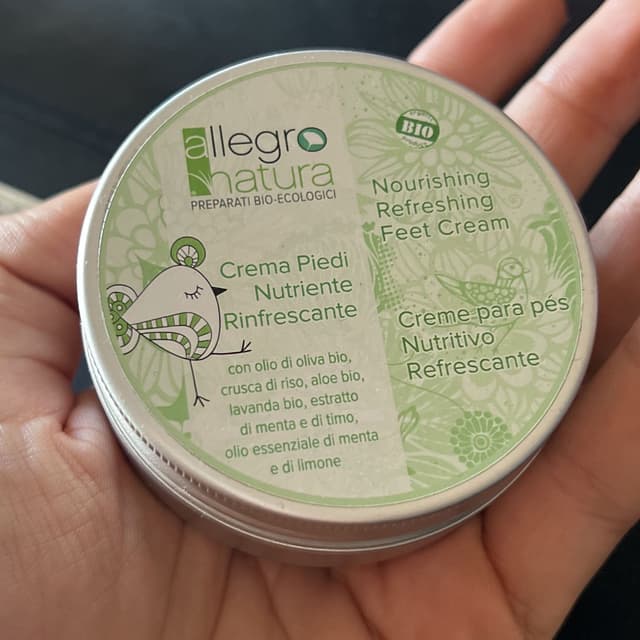 allegro
natura
PREPARATI BIO-ECOLOGICI
Crema Piedi
Nutriente
Rinfrescante
con olio di oliva bio,
crusca di riso, aloe bio,
lavanda bio, estratto
di menta e di timo,
olio essenziale di menta
e di limone
BIO
Nourishing
Refreshing
Feet Cream
Creme para pés
Nutritivo
Refrescante